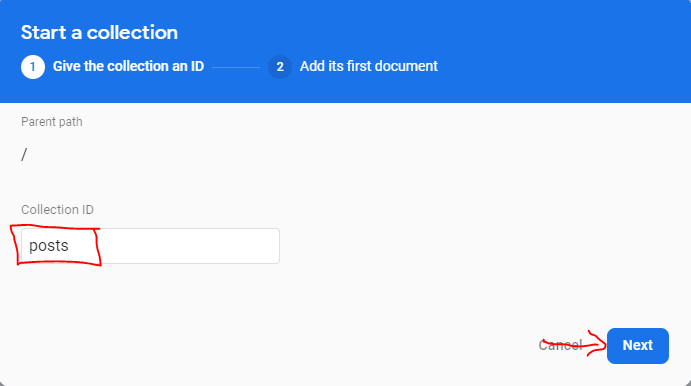 Start a collection
1 Give the collection an ID 2 Add its first document
Parent path
/
Collection ID
posts
Cancel Next